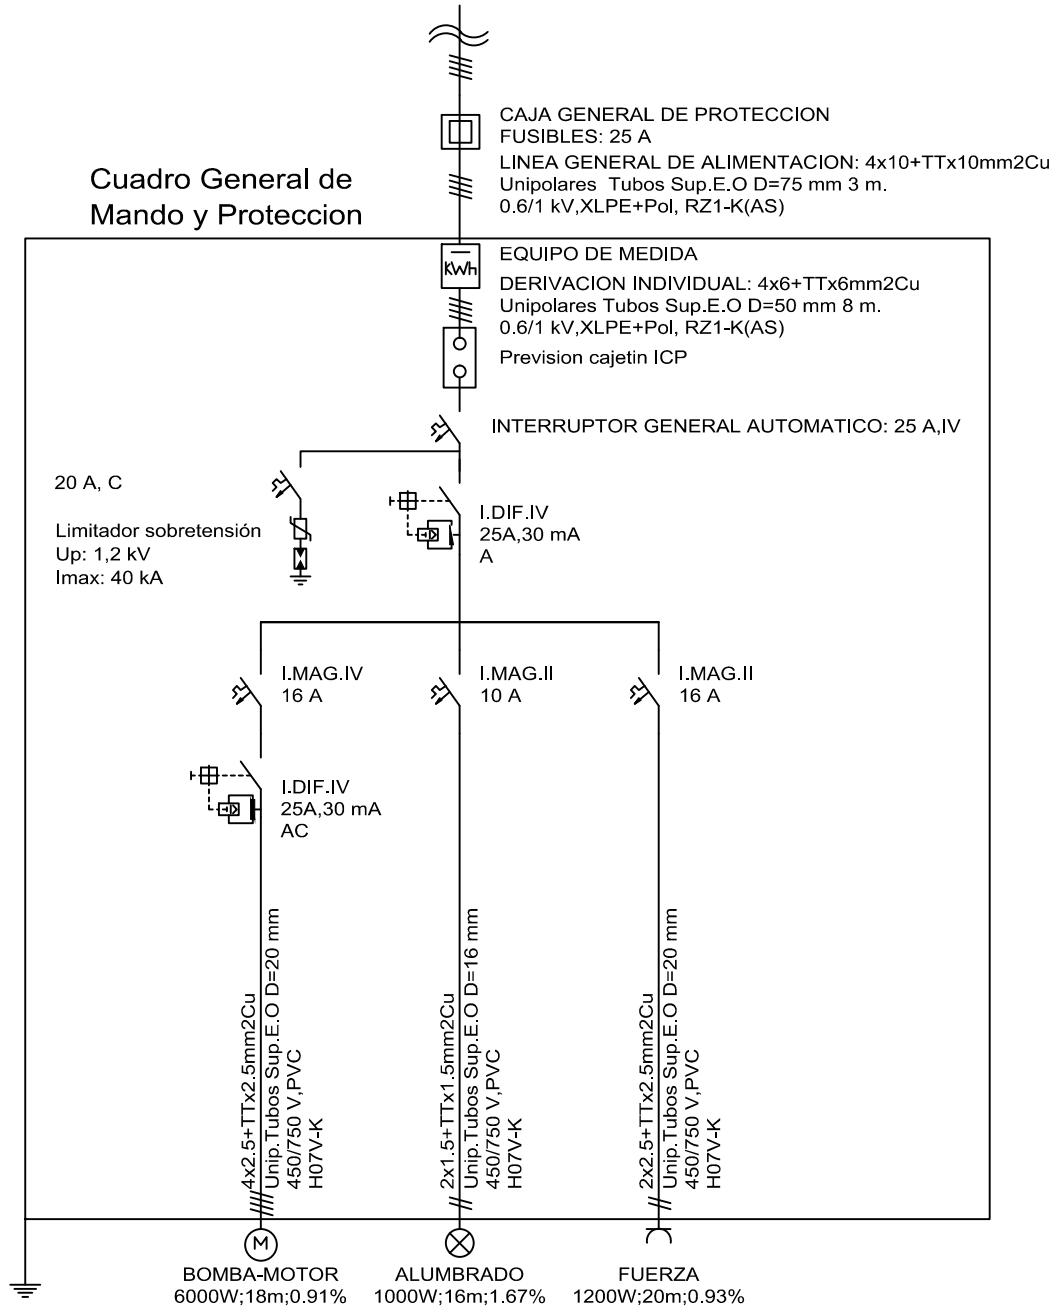 CAJA GENERAL DE PROTECCION
FUSIBLES: 25 A
LINEA GENERAL DE ALIMENTACION: 4x10+TTx10mm2Cu
Unipolares Tubos Sup.E.O D=75 mm 3 m.
0.6/1 kV,XLPE+Pol, RZ1-K(AS)
Cuadro General de
Mando y Proteccion
kWh
EQUIPO DE MEDIDA
DERIVACION INDIVIDUAL: 4x6+TTx6mm2Cu
Unipolares Tubos Sup.E.O D=50 mm 8 m.
0.6/1 kV,XLPE+Pol, RZ1-K(AS)
Prevision cajetin ICP
INTERRUPTOR GENERAL AUTOMATICO: 25 A,IV
20 A, C
Limitador sobretensión
Up: 1,2 kV
Imax: 40 kA
I.DIF.IV
25A,30 mA
A
I.MAG.IV
16 A
I.MAG.II
10 A
I.MAG.II
16 A
I.DIF.IV
25A,30 mA
AC
4x2.5+TTx2.5mm2Cu
Unip.Tubos Sup.E.O D=20 mm
450/750 V,PVC
H07V-K
2x1.5+TTx1.5mm2Cu
Unip.Tubos Sup.E.O D=16 mm
450/750 V,PVC
H07V-K
2x2.5+TTx2.5mm2Cu
Unip.Tubos Sup.E.O D=20 mm
450/750 V,PVC
H07V-K
M
BOMBA-MOTOR
6000W;18m;0.91%
ALUMBRADO
1000W;16m;1.67%
FUERZA
1200W;20m;0.93%